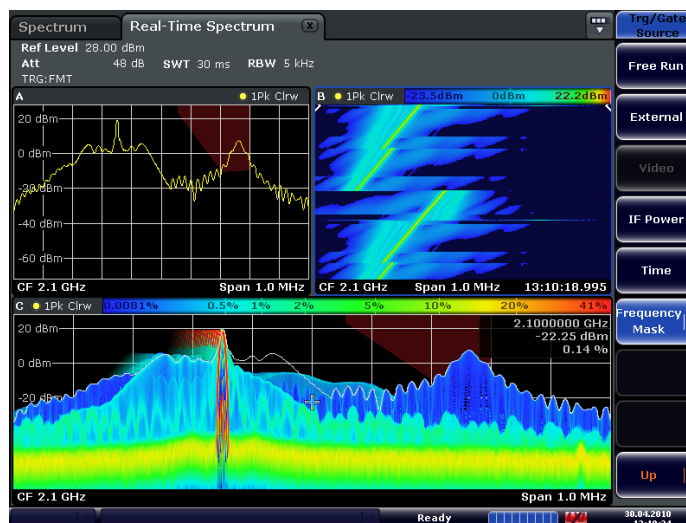 Spectrum
Real-Time Spectrum
X
Ref Level 28.00 dBm
Att 48 dB SWT 30 ms RBW 5 kHz
TRG:FMT
A 1Pk Clrw
20 dBm
0 dBm
-20 dBm
-40 dBm
-60 dBm
CF 2.1 GHz Span 1.0 MHz
B 1Pk Clrw -23.5dBm 0dBm 22.2dBm
CF 2.1 GHz Span 1.0 MHz 13:10:18.995
C 1Pk Clrw 0.0081% 0.5% 1% 2% 5% 10% 20% 41%
2.1000000 GHz
-22.25 dBm
0.14 %
20 dBm
0 dBm
-20 dBm
CF 2.1 GHz Span 1.0 MHz
Trg/Gate
Source
Free Run
External
Video
IF Power
Time
Frequency
Mask
Up
Ready
30.04.2010